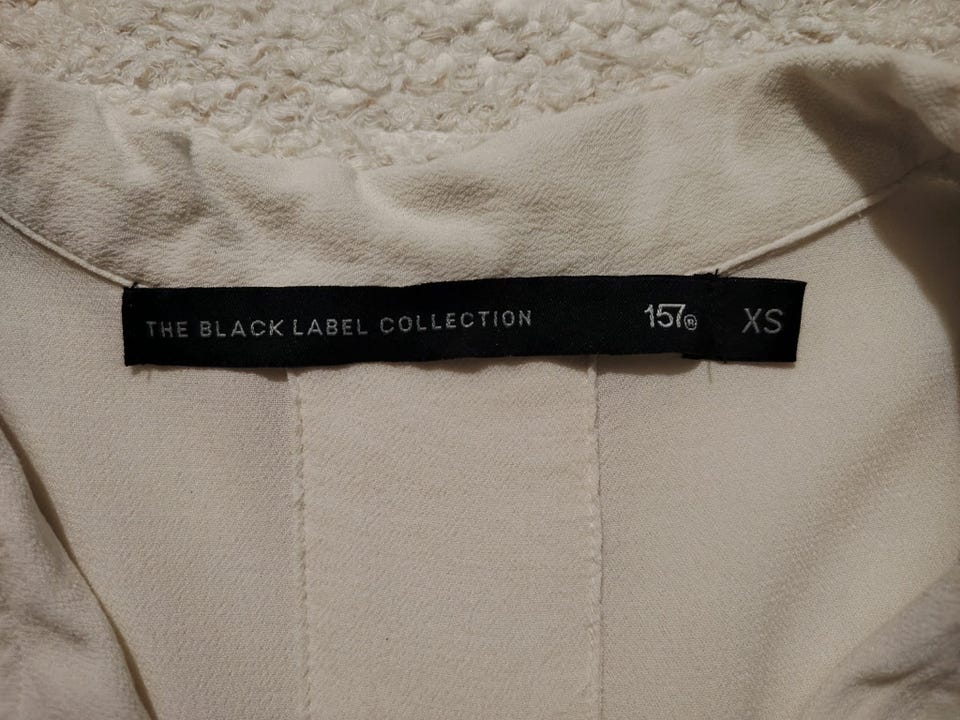 THE BLACK LABEL COLLECTION 157® XS